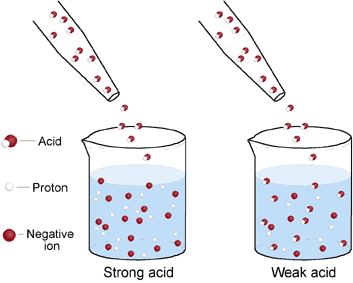 Acid
Proton
Negative
ion
Strong acid
Weak acid